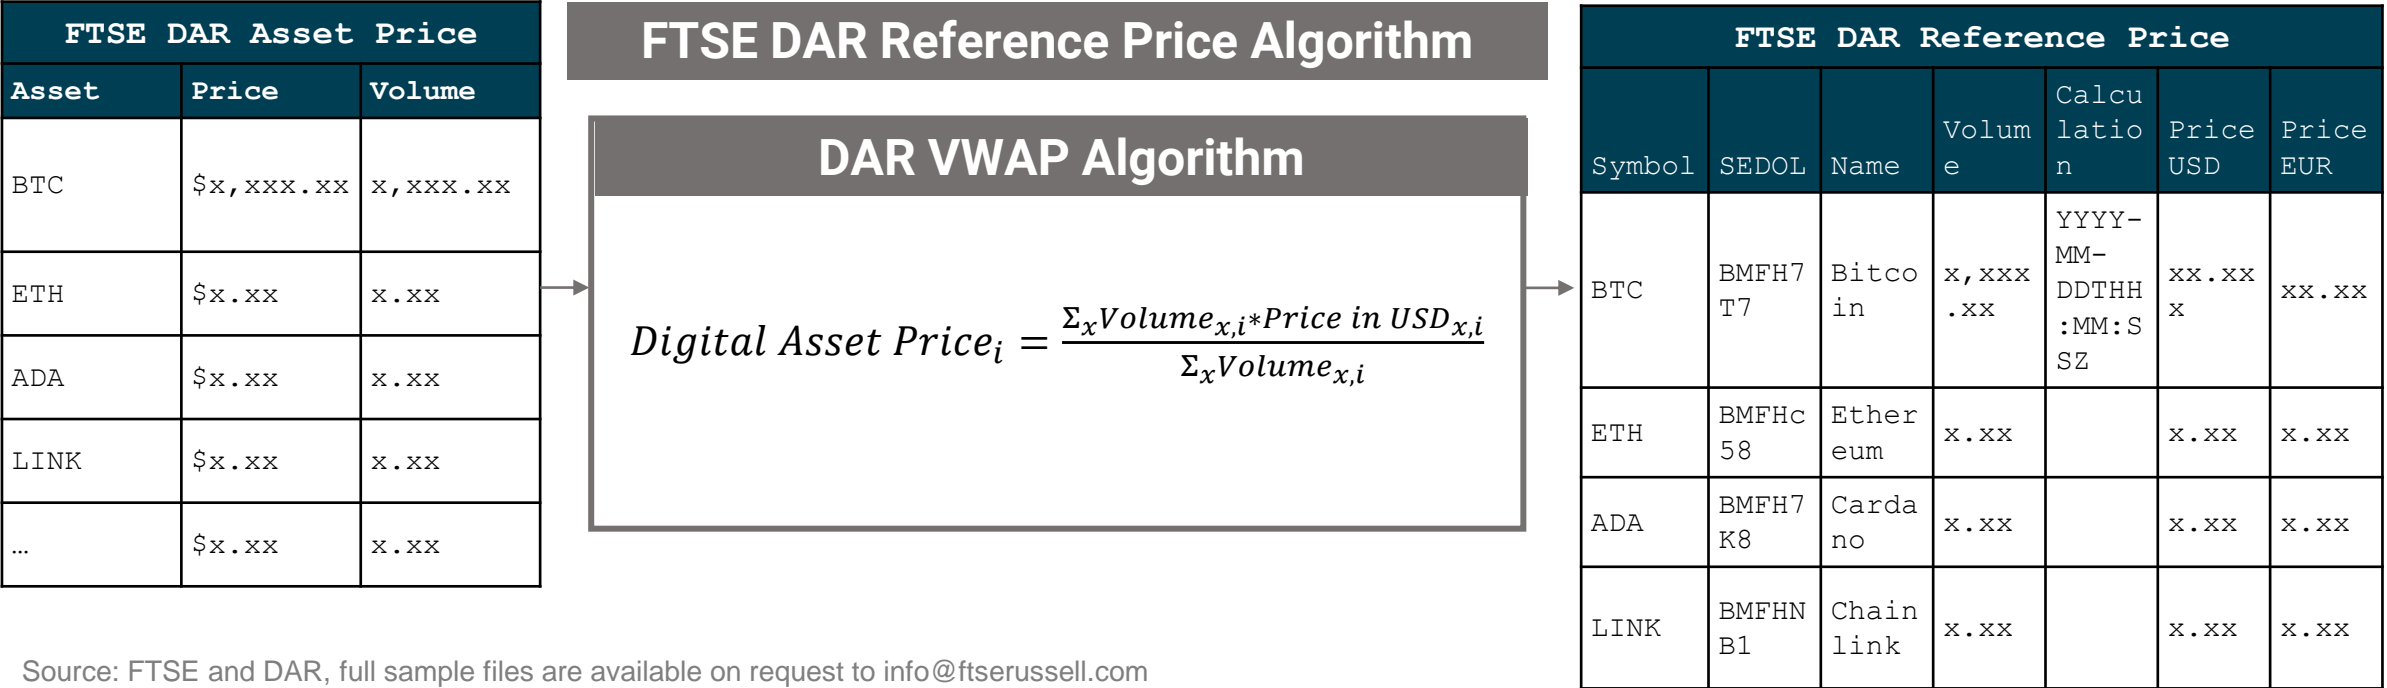 FTSE DAR Asset Price
Asset Price Volume
BTC $x,xxx.xx x,xxx.xx
ETH $x.xx x.xx
ADA $x.xx x.xx
LINK $x.xx x.xx
… $x.xx x.xx
FTSE DAR Reference Price Algorithm
DAR VWAP Algorithm
Digital Asset Price_i = \frac{Σ_x Volume_{x,i}*Price in USD_{x,i}}{Σ_x Volume_{x,i}}
FTSE DAR Reference Price
Symbol
SEDOL
Name
Volum
e
Calcu
latio
n
Price
USD
Price
EUR
BTC
BMFH7
T7
Bitco
in
x,xxx
.xx
YYYY-
MM-
DDTHH
:MM:S
SZ
xx.xx
x
xx.xx
ETH
BMFHc
58
Ether
eum
x.xx
x.xx
x.xx
ADA
BMFH7
K8
Carda
no
x.xx
x.xx
x.xx
LINK
BMFHN
B1
Chain
link
x.xx
x.xx
x.xx
Source: FTSE and DAR, full sample files are available on request to info@ftserussell.com